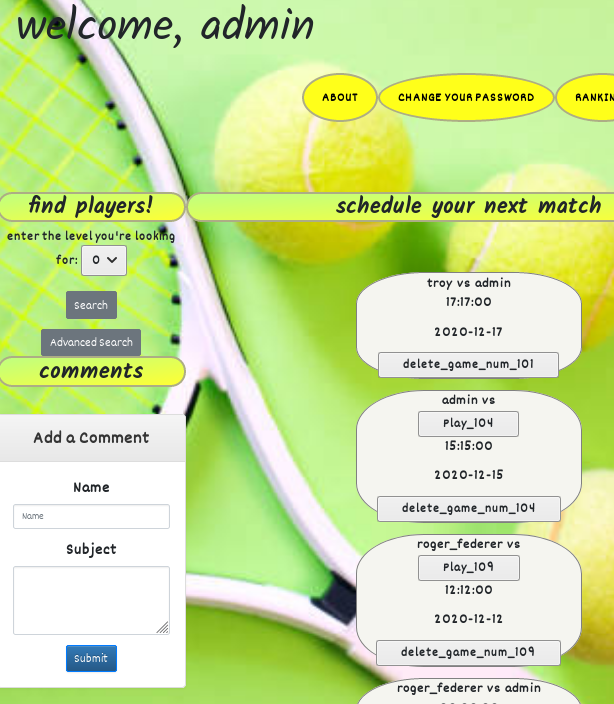 welcome, admin
ABOUT
CHANGE YOUR PASSWORD
find players!
schedule your next match
enter the level you're looking
for: 0
Search
Advanced Search
comments
Add a Comment
Name
Name
Subject
Submit
troy vs admin
17:17:00
2020-12-17
delete_game_num_101
admin vs
Play_104
15:15:00
2020-12-15
delete_game_num_104
roger_federer vs
Play_109
12:12:00
2020-12-12
delete_game_num_109
roger_federer vs admin